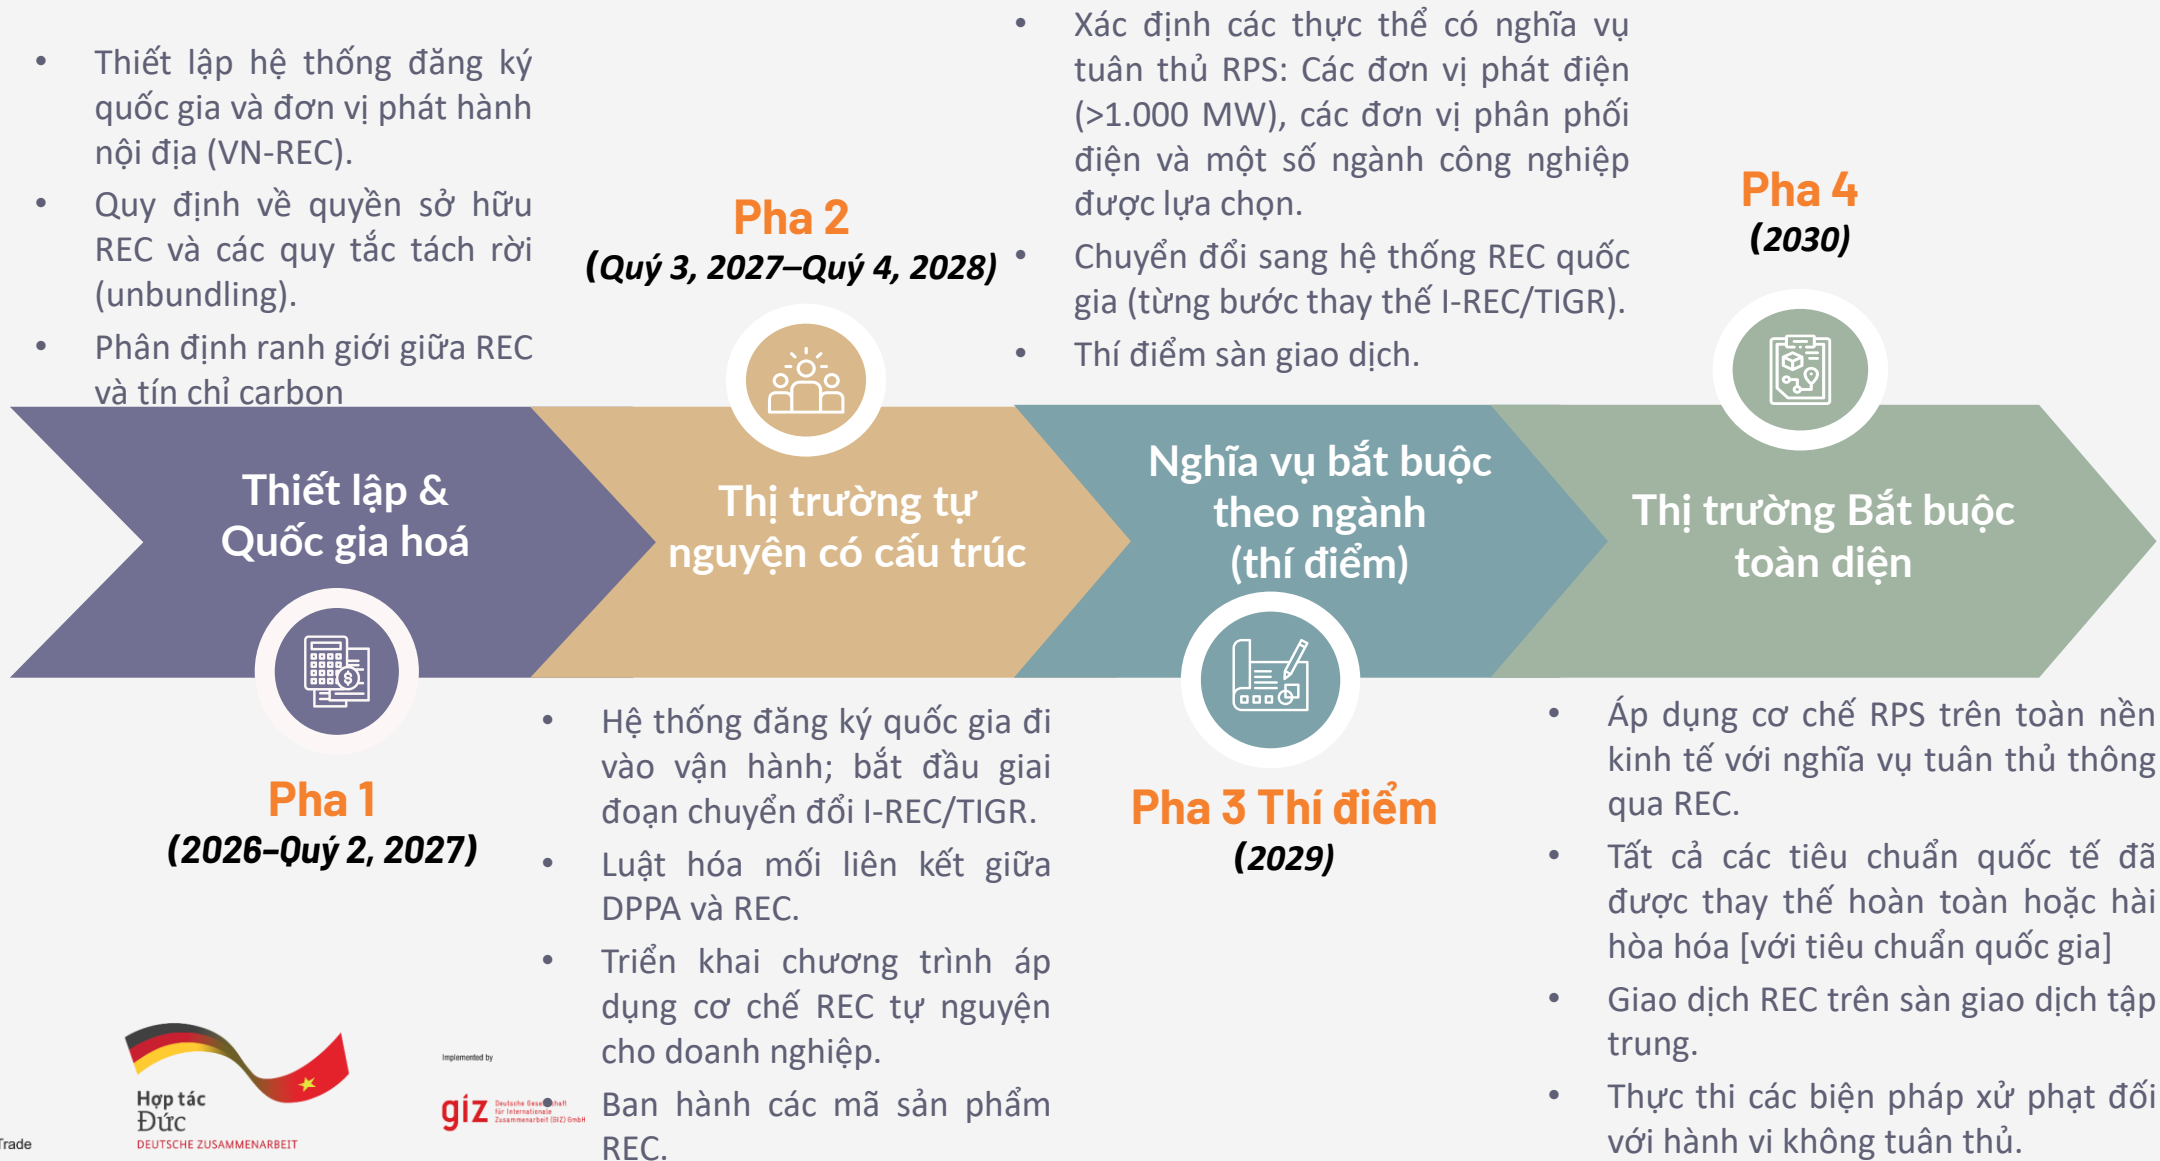 • Thiết lập hệ thống đăng ký
quốc gia và đơn vị phát hành
nội địa (VN-REC).
• Quy định về quyền sở hữu
REC và các quy tắc tách rời
(unbundling).
• Phân định ranh giới giữa REC
và tín chỉ carbon
Thiết lập &
Quốc gia hoá
Pha 1
(2026–Quý 2, 2027)
Pha 2
(Quý 3, 2027–Quý 4, 2028)
Thị trường tự
nguyện có cấu trúc
• Hệ thống đăng ký quốc gia đi
vào vận hành; bắt đầu giai
đoạn chuyển đổi I-REC/TIGR.
• Luật hóa mối liên kết giữa
DPPA và REC.
• Triển khai chương trình áp
dụng cơ chế REC tự nguyện
cho doanh nghiệp.
• Ban hành các mã sản phẩm
REC.
• Xác định các thực thể có nghĩa vụ
tuân thủ RPS: Các đơn vị phát điện
(>1.000 MW), các đơn vị phân phối
điện và một số ngành công nghiệp
được lựa chọn.
• Chuyển đổi sang hệ thống REC quốc
gia (từng bước thay thế I-REC/TIGR).
• Thí điểm sàn giao dịch.
Nghĩa vụ bắt buộc
theo ngành
(thí điểm)
Pha 3 Thí điểm
(2029)
Pha 4
(2030)
Thị trường Bắt buộc
toàn diện
• Áp dụng cơ chế RPS trên toàn nền
kinh tế với nghĩa vụ tuân thủ thông
qua REC.
• Tất cả các tiêu chuẩn quốc tế đã
được thay thế hoàn toàn hoặc hài
hòa hóa [với tiêu chuẩn quốc gia]
• Giao dịch REC trên sàn giao dịch tập
trung.
• Thực thi các biện pháp xử phạt đối
với hành vi không tuân thủ.
Trade
Hợp tác
Đức
DEUTSCHE ZUSAMMENARBEIT
Implemented by
giz
Deutsche
für Internationale
Zusammenarbeit (GIZ) GmbH